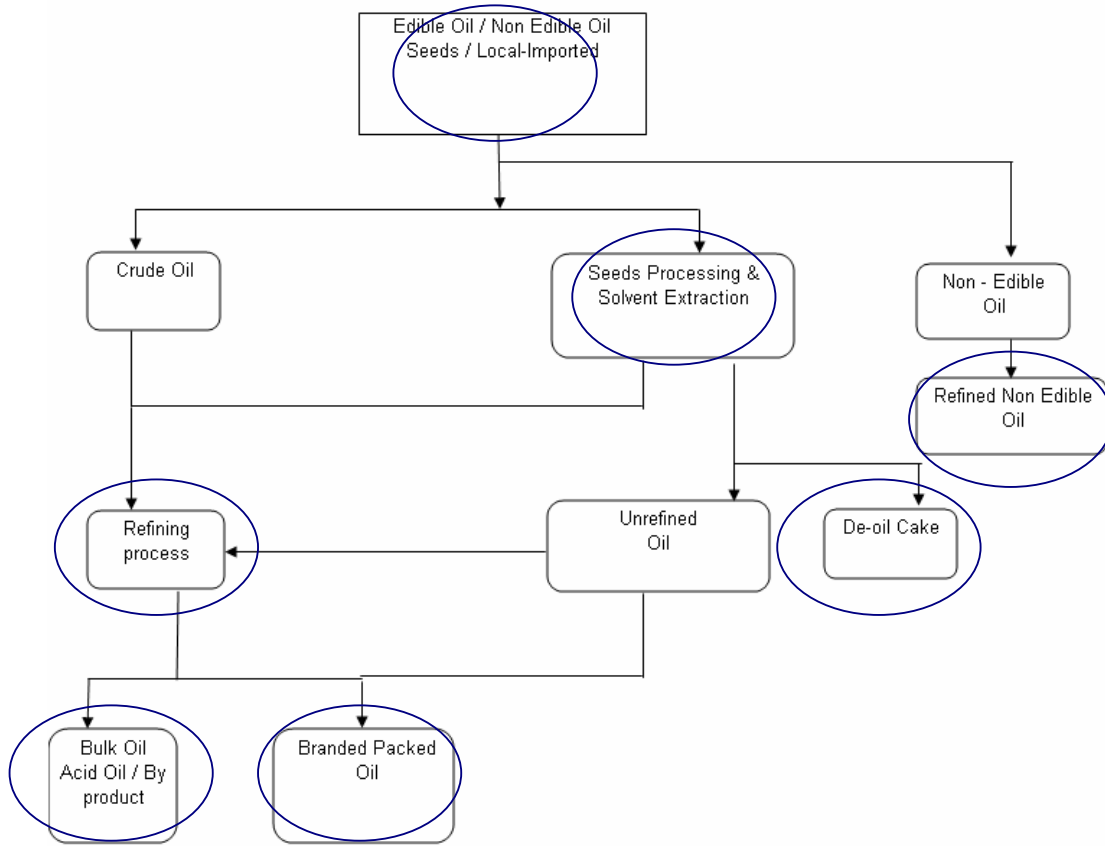 Edible Oil / Non Edible Oil
Seeds / Local-Imported
Crude Oil
Seeds Processing &
Solvent Extraction
Non - Edible
Oil
Refined Non Edible
Oil
Refining
process
Unrefined
Oil
De-oil Cake
Bulk Oil
Acid Oil / By
product
Branded Packed
Oil